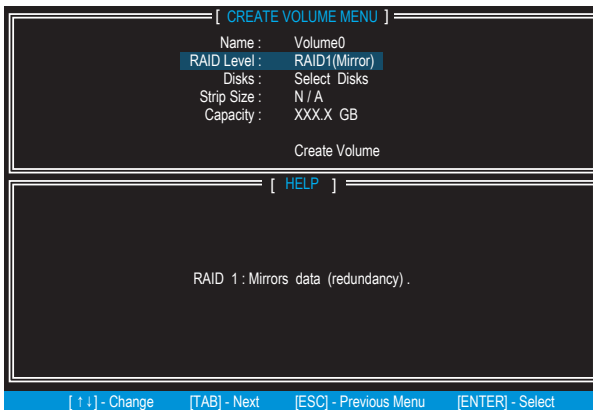 [ CREATE VOLUME MENU ]
Name : Volume0
RAID Level : RAID1(Mirror)
Disks : Select Disks
Strip Size : N / A
Capacity : XXX.X GB
Create Volume
[ HELP ]
RAID 1 : Mirrors data (redundancy) .
[ ↑↓] - Change [TAB] - Next [ESC] - Previous Menu [ENTER] - Select